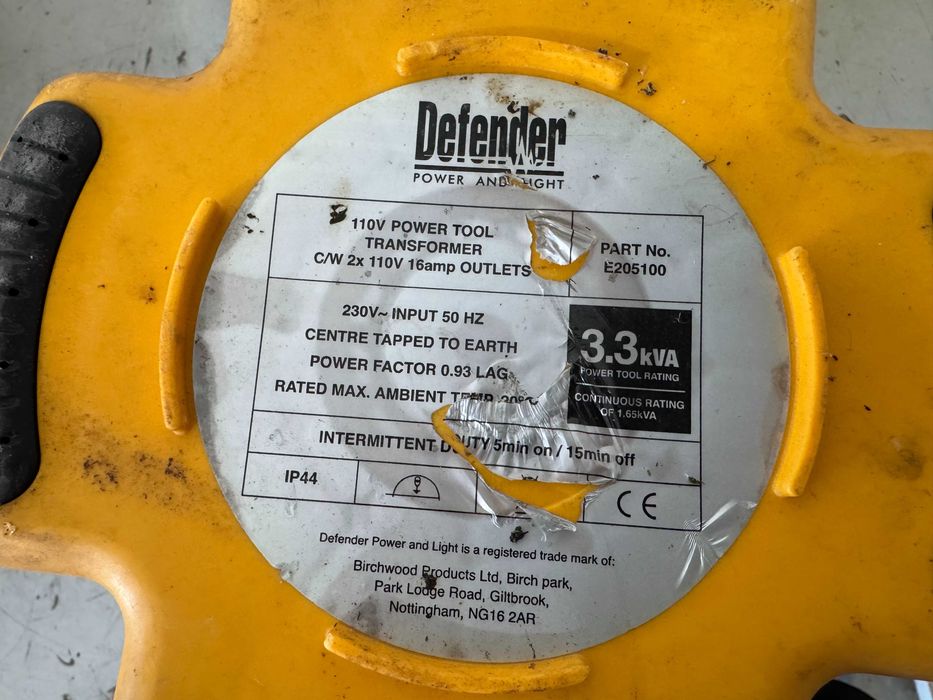 Defender
POWER AND LIGHT
110V POWER TOOL
TRANSFORMER
C/W 2x 110V 16amp OUTLETS
PART No.
E205100
230V~ INPUT 50 HZ
CENTRE TAPPED TO EARTH
POWER FACTOR 0.93 LAG
RATED MAX. AMBIENT TEMP
3.3kVA
POWER TOOL RATING
CONTINUOUS RATING
OF 1.65kVA
INTERMITTENT DUTY 5min on / 15min off
IP44
CE
Defender Power and Light is a registered trade mark of:
Birchwood Products Ltd, Birch park,
Park Lodge Road, Giltbrook,
Nottingham, NG16 2AR